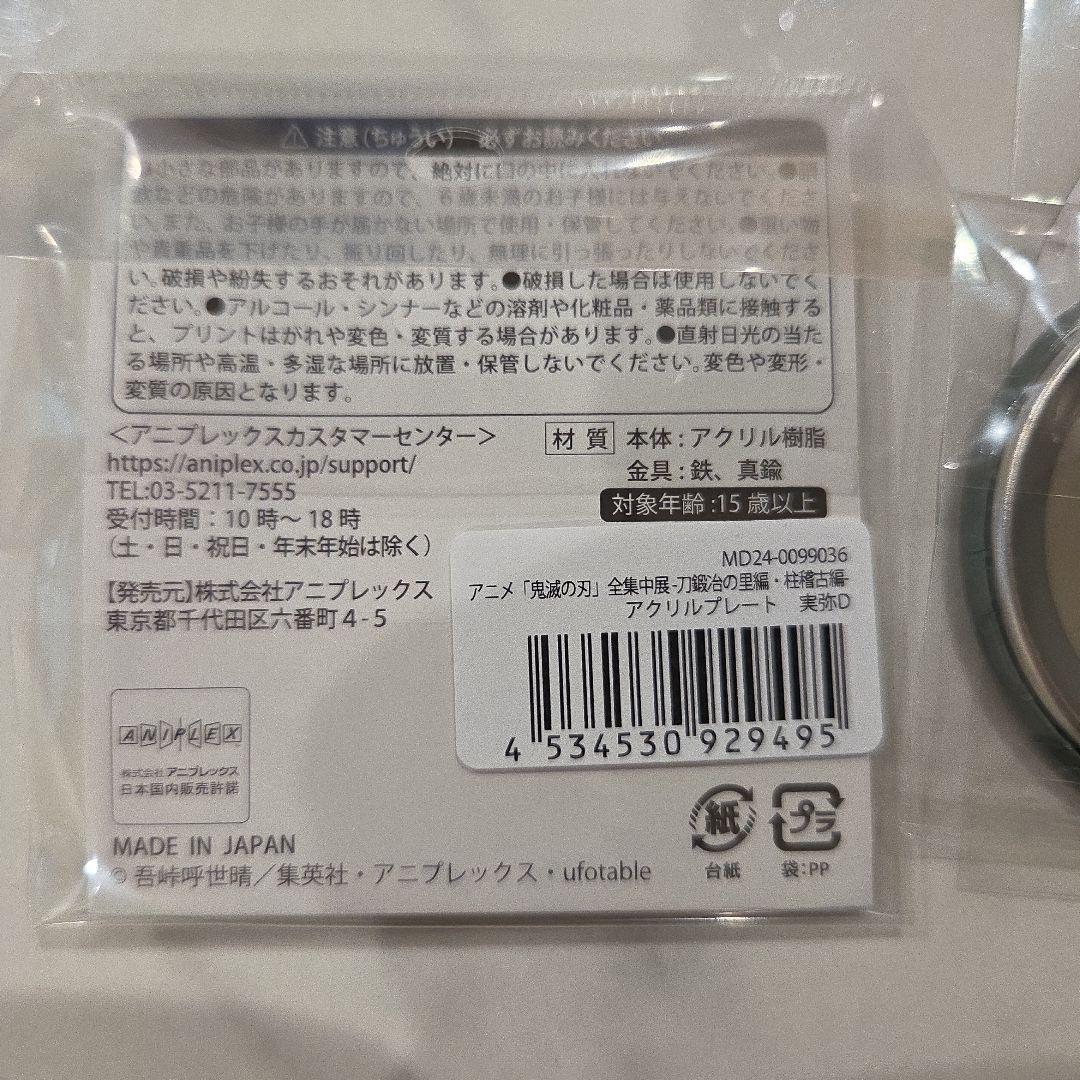 ⚠ 注意（ちゅうい） 必ずお読みください
小さな部品がありますので、絶対に口の中に入れないでください。●誤
飲などの危険がありますので、6歳未満のお子様には与えないでくださ
い。また、お子様の手が届かない場所で使用・保管してください。●重い物
や貴重品を下げたり、振り回したり、無理に引っ張ったりしないでくださ
い。破損や紛失するおそれがあります。●破損した場合は使用しないでく
ださい。●アルコール・シンナーなどの溶剤や化粧品・薬品類に接触する
と、プリントはがれや変色・変質する場合があります。●直射日光の当た
る場所や高温・多湿な場所に放置・保管しないでください。変色や変形・
変質の原因となります。
＜アニプレックスカスタマーセンター＞
https://aniplex.co.jp/support/
TEL:03-5211-7555
受付時間：10時～18時
（土・日・祝日・年末年始は除く）
【発売元】株式会社アニプレックス
東京都千代田区六番町4-5
材質 本体：アクリル樹脂
金具：鉄、真鍮
対象年齢：15歳以上
MD24-0099036
アニメ「鬼滅の刃」全集中展-刀鍛冶の里編・柱稽古編-
アクリルプレート 実弥D
4 534530 929495
ANIPLEX
株式会社アニプレックス
日本国内販売許諾
紙
台紙
プラ
袋：PP
MADE IN JAPAN
© 吾峠呼世晴／集英社・アニプレックス・ufotable